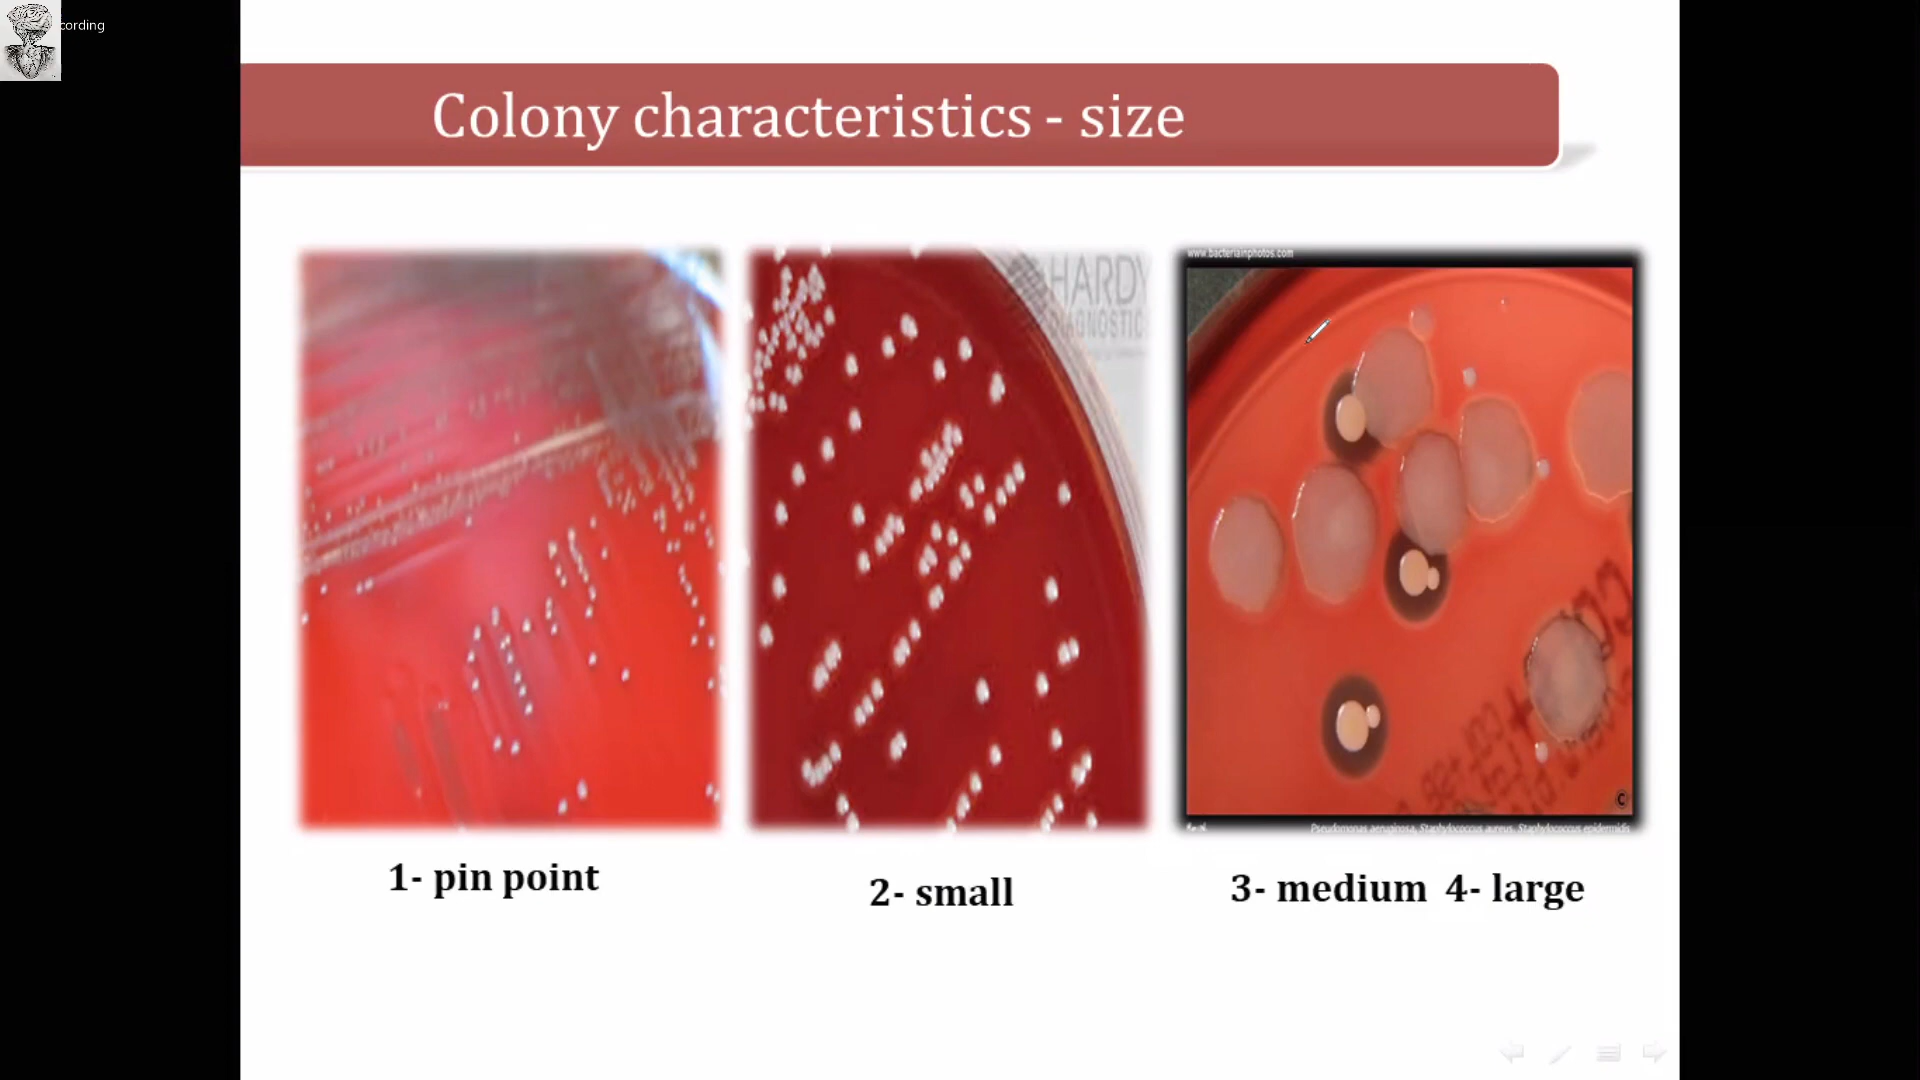 cording
Colony characteristics - size
www.bacteriainphotos.com
HARDY
DIAGNOSTIC
Pseudomonas aeruginosa, Staphylococcus aureus, Staphylococcus epidermidis
1- pin point
2- small
3- medium 4- large